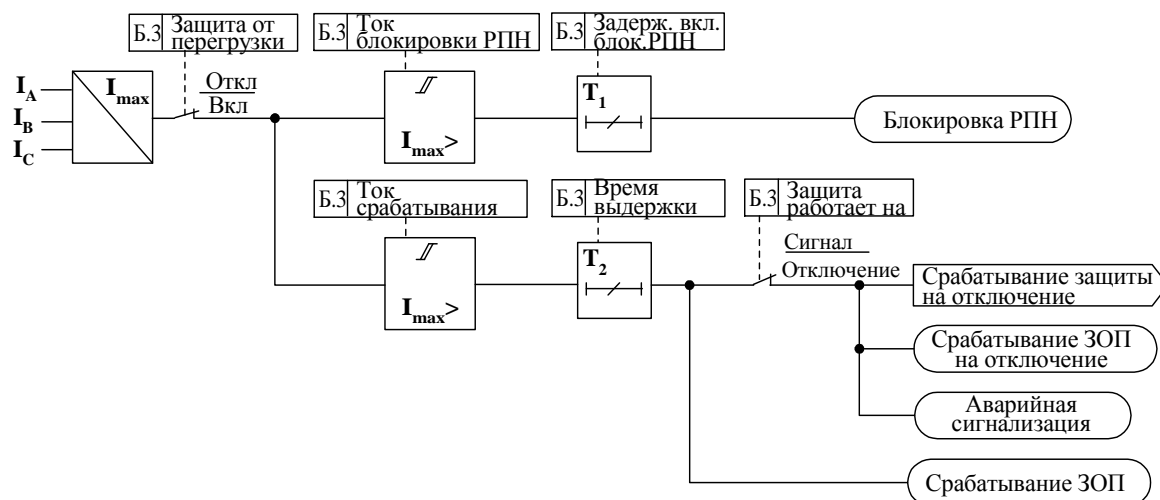 Б.3 Защита от
перегрузки
Б.3 Ток
блокировки РПН
Б.3 Задерж. вкл.
блок.РПН
I_A
I_B
I_C
I_max
Откл
Вкл
I_max>
T_1
Блокировка РПН
Б.3 Ток
срабатывания
Б.3 Время
выдержки
Б.3 Защита
работает на
I_max>
T_2
Сигнал
Отключение
Срабатывание защиты
на отключение
Срабатывание ЗОП
на отключение
Аварийная
сигнализация
Срабатывание ЗОП